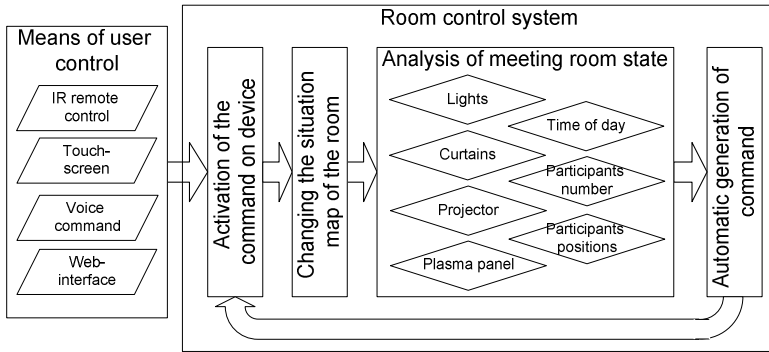 Means of user
control
IR remote
control
Touch-
screen
Voice
command
Web-
interface
Room control system
Activation of the
command on device
Changing the situation
map of the room
Analysis of meeting room state
Lights
Time of day
Curtains
Participants
number
Projector
Participants
positions
Plasma panel
Automatic generation of
command